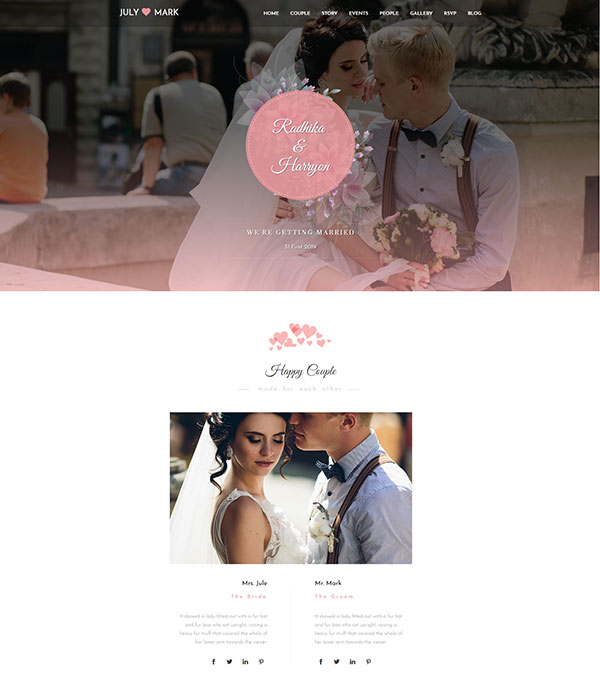 JULY MARK
HOME COUPLE STORY EVENTS PEOPLE GALLERY RSVP BLOG
Radhika
&
Harryon
WE'RE GETTING MARRIED
2019
Happy Couple
made for each other
Mrs. Jule
The Bride
It showed a lady fitted out with a fur hat
and fur boa who sat upright, raising a
heavy fur muff that covered the whole of
her lower arm towards the viewer.
Mr. Mark
The Groom
It showed a lady fitted out with a fur hat
and fur boa who sat upright, raising a
heavy fur muff that covered the whole of
her lower arm towards the viewer.